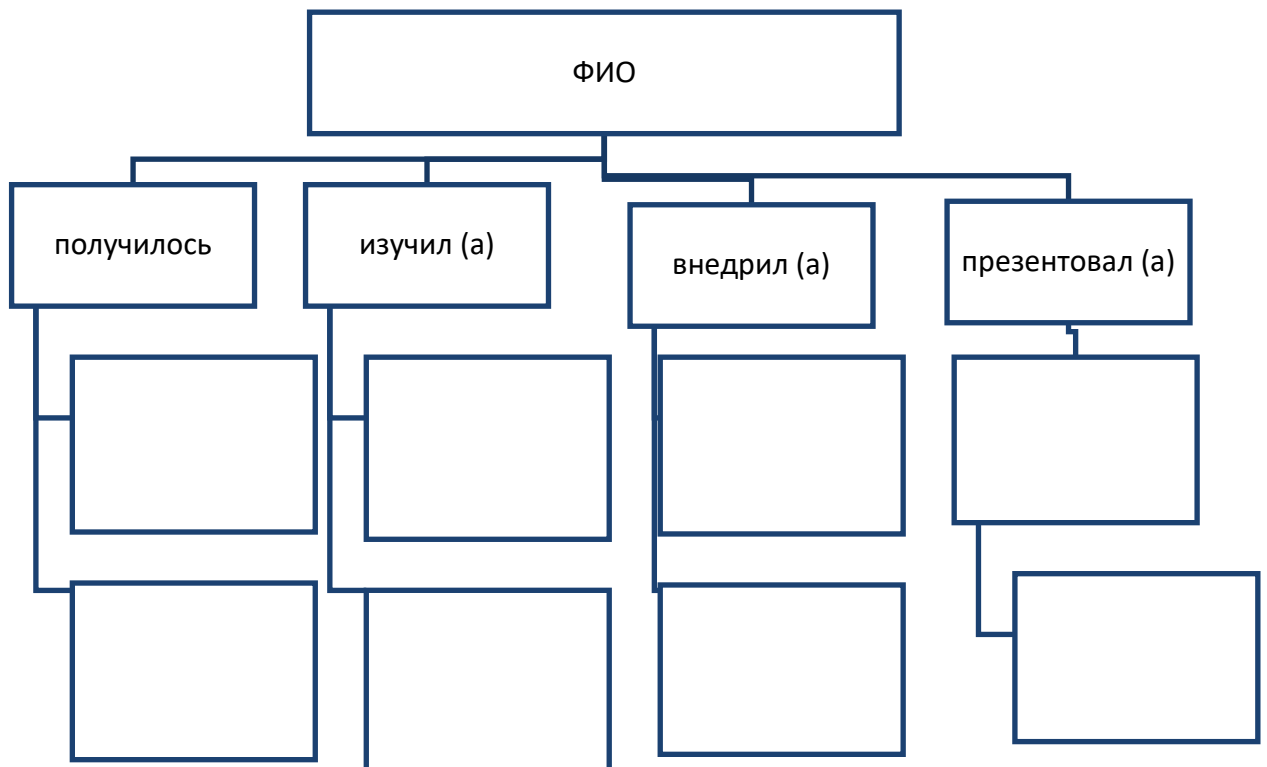 ФИО
получилось
изучил (а)
внедрил (а)
презентовал (а)